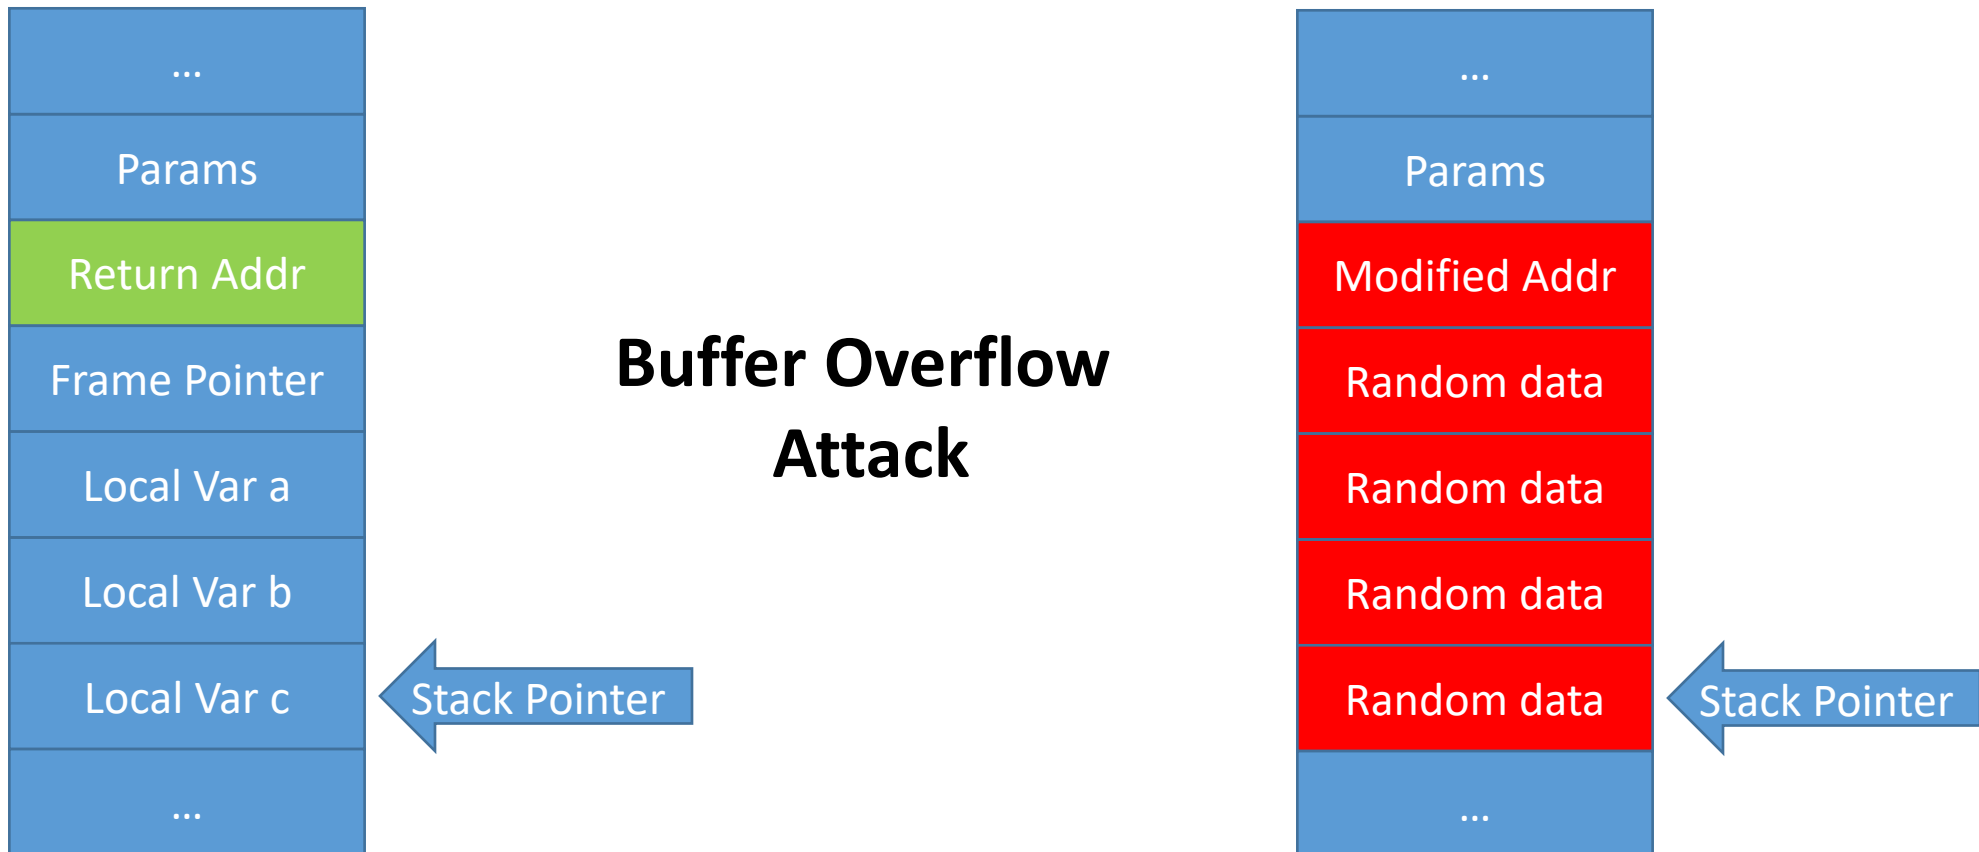 ...
Params
Return Addr
Frame Pointer
Local Var a
Local Var b
Local Var c
Stack Pointer
...
Buffer Overflow
Attack
...
Params
Modified Addr
Random data
Random data
Random data
Random data
Stack Pointer
...